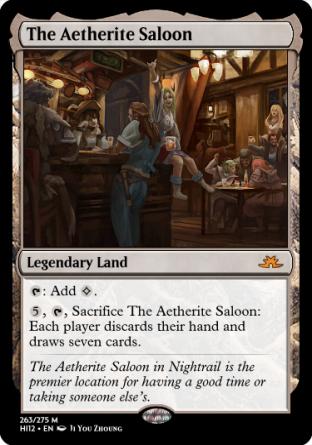 The Aetherite Saloon
Legendary Land
: Add .
5, , Sacrifice The Aetherite Saloon:
Each player discards their hand and
draws seven cards.
The Aetherite Saloon in Nightrail is the
premier location for having a good time or
taking someone else's.
263/275 M
HI12 • EN Ji You Zhoung